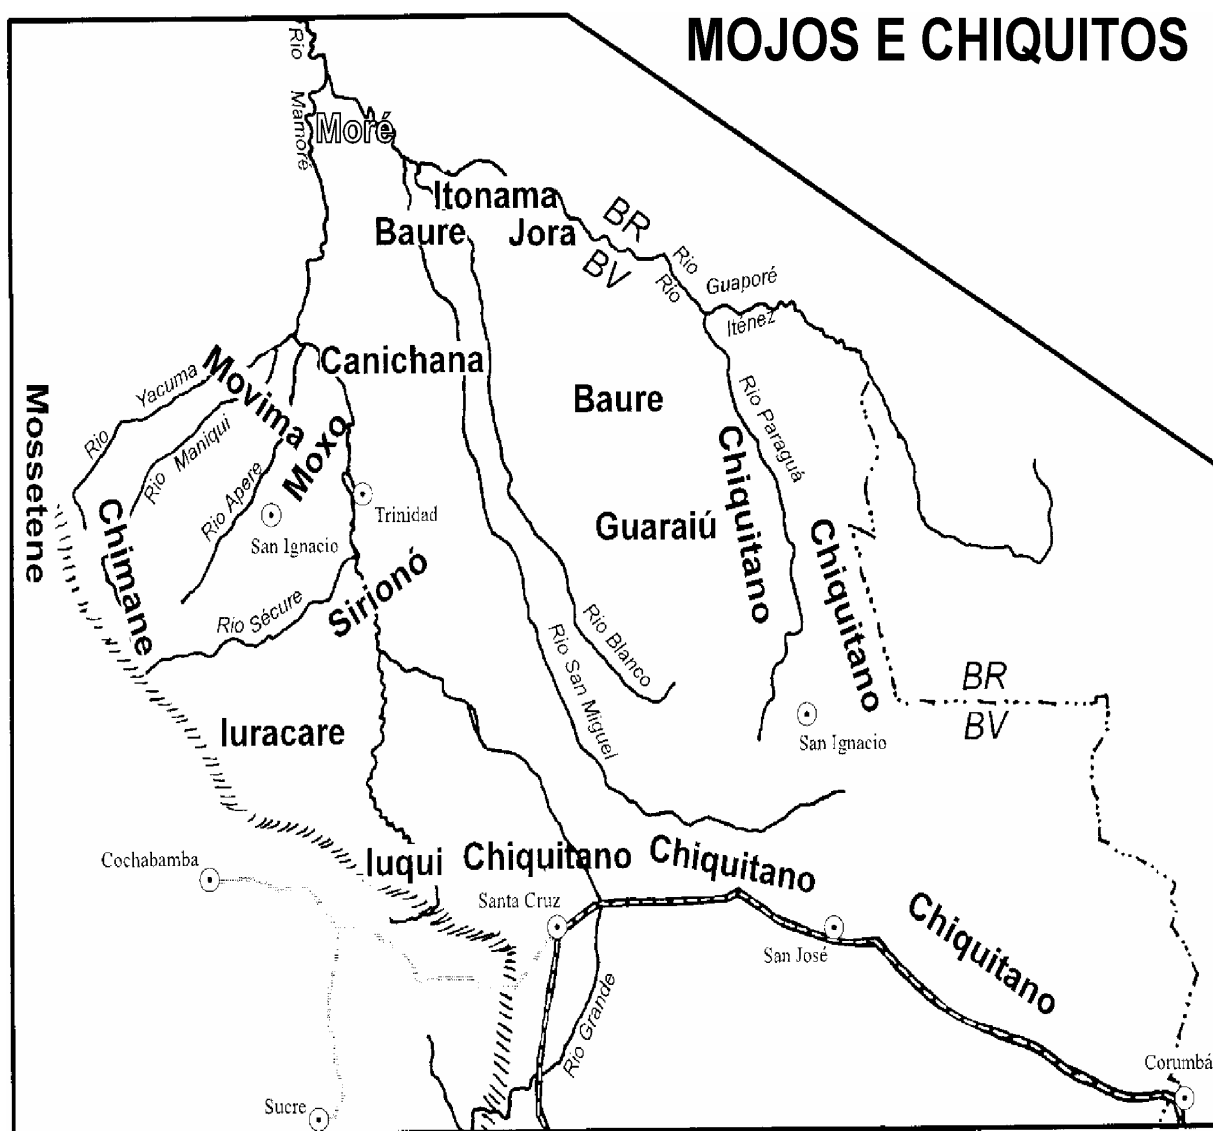 MOJOS E CHIQUITOS
Rio
Mamoré
Moré
Itonama
Baure
Jora
BR
BV
Rio
Guaporé
Río
Iténez
Canichana
Movima
Moxo
Rio Yacuma
Rio Maniqui
Rio Apere
Mossetene
Chimane
San Ignacio
Trinidad
Baure
Rio Paraguá
Chiquitano
Chiquitano
Guaraiú
Sirionó
Río Sécure
Rio Blanco
Rio San Miguel
BR
BV
San Ignacio
Iuracare
Iuqui
Chiquitano
Chiquitano
Chiquitano
Cochabamba
Santa Cruz
San José
Rio Grande
Corumbá
Sucre